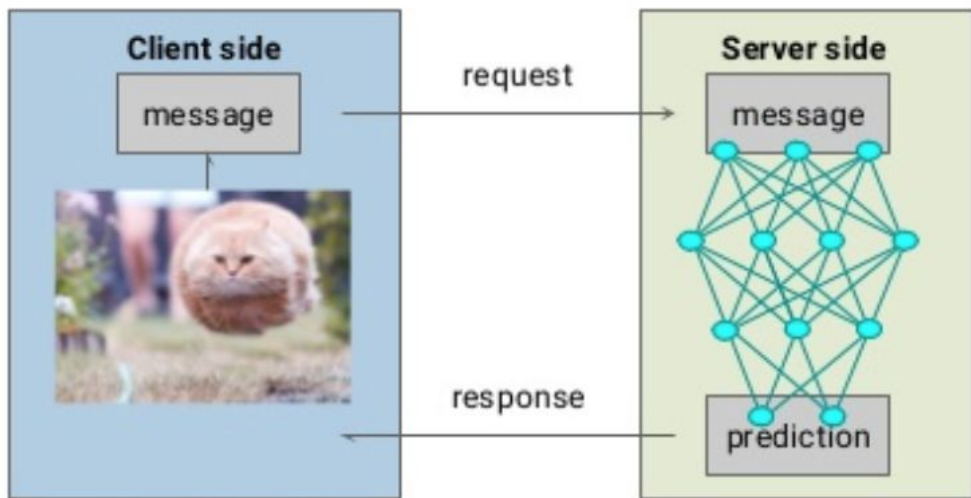 Client side
message
request
response
Server side
message
prediction